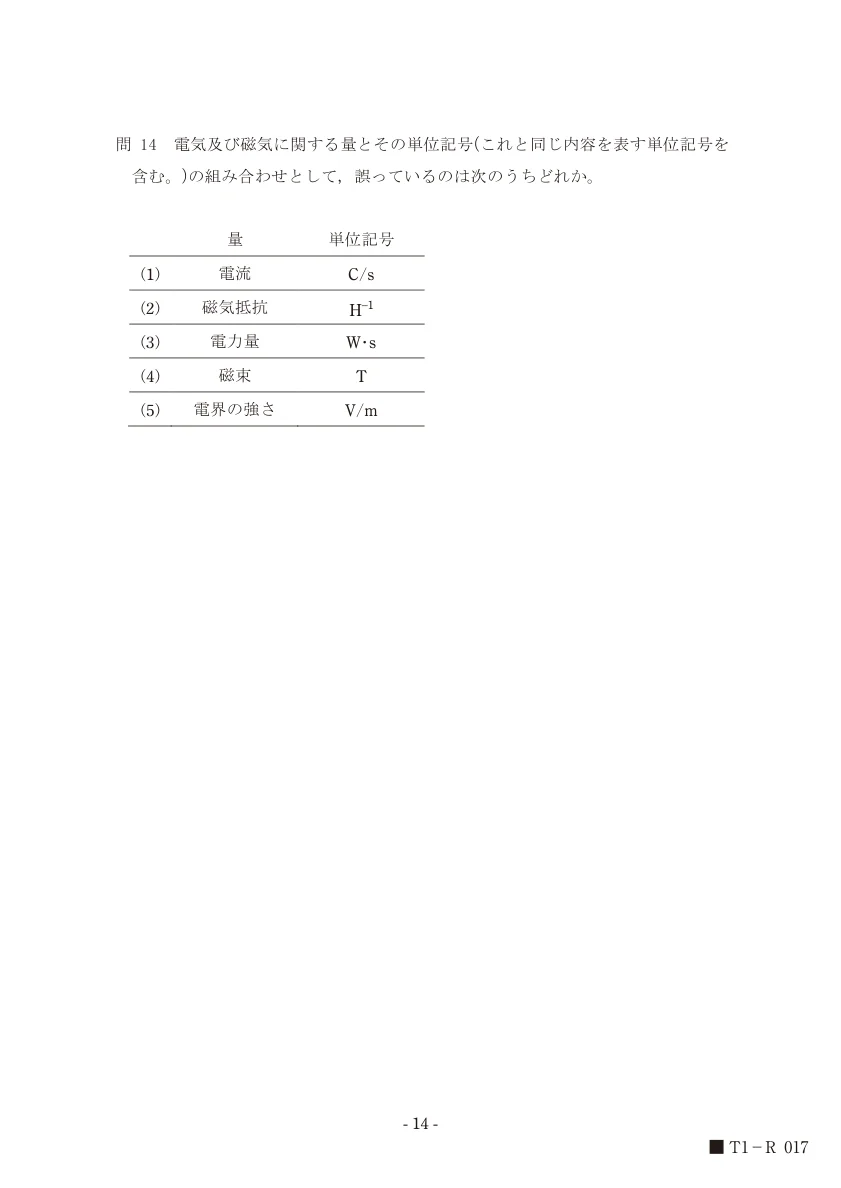 問 14　電気及び磁気に関する量とその単位記号(これと同じ内容を表す単位記号を
含む。)の組み合わせとして，誤っているのは次のうちどれか。
量 単位記号
(1) 電流 C/s
(2) 磁気抵抗 H⁻¹
(3) 電力量 W･s
(4) 磁束 T
(5) 電界の強さ V/m
- 14 -
■ T1－R 017